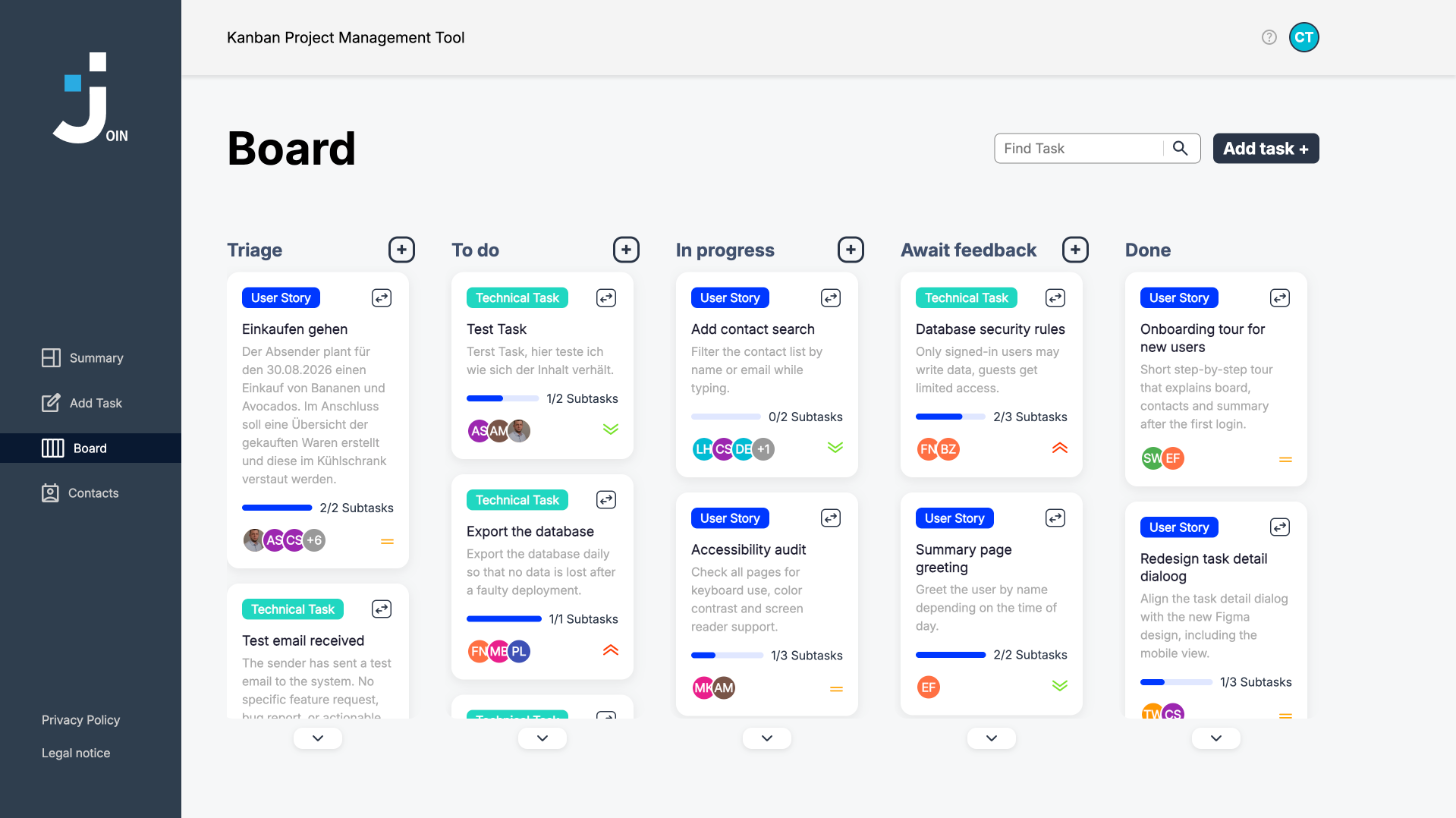 Kanban Project Management Tool
?
CT
OIN
Board
Find Task
Add task +
Summary
Add Task
Board
Contacts
Privacy Policy
Legal notice
Triage
User Story
Einkaufen gehen
Der Absender plant für
den 30.08.2026 einen
Einkauf von Bananen und
Avocados. Im Anschluss
soll eine Übersicht der
gekauften Waren erstellt
und diese im Kühlschrank
verstaut werden.
2/2 Subtasks
AS CS +6
Technical Task
Test email received
The sender has sent a test
email to the system. No
specific feature request,
bug report, or actionable
To do
Technical Task
Test Task
Terst Task, hier teste ich
wie sich der Inhalt verhält.
1/2 Subtasks
AS AM
Technical Task
Export the database
Export the database daily
so that no data is lost after
a faulty deployment.
1/1 Subtasks
FN ME PL
Technical Task
In progress
User Story
Add contact search
Filter the contact list by
name or email while
typing.
0/2 Subtasks
LH CS DE +1
User Story
Accessibility audit
Check all pages for
keyboard use, color
contrast and screen
reader support.
1/3 Subtasks
MK AM
Await feedback
Technical Task
Database security rules
Only signed-in users may
write data, guests get
limited access.
2/3 Subtasks
FN BZ
User Story
Summary page
greeting
Greet the user by name
depending on the time of
day.
2/2 Subtasks
EF
Done
User Story
Onboarding tour for
new users
Short step-by-step tour
that explains board,
contacts and summary
after the first login.
SW EF
User Story
Redesign task detail
dialoog
Align the task detail dialog
with the new Figma
design, including the
mobile view.
1/3 Subtasks
TW CS